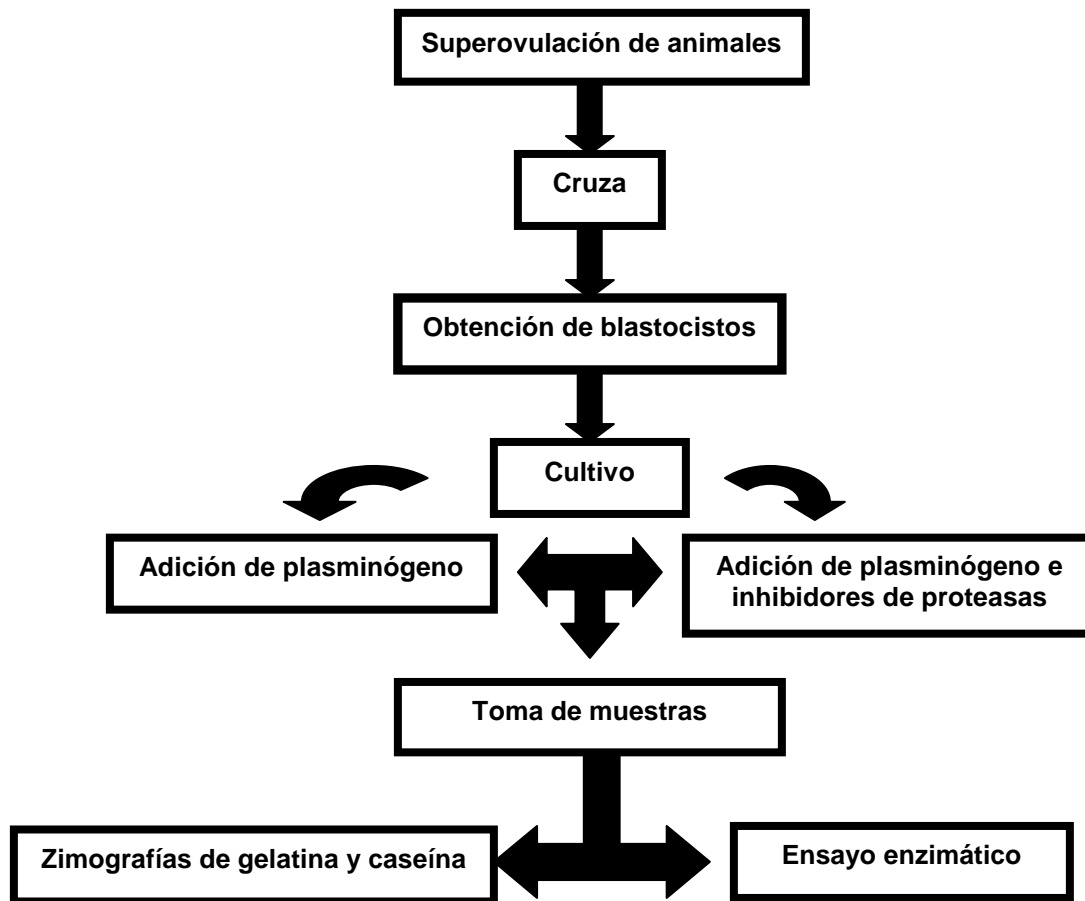 Superovulación de animales
Cruza
Obtención de blastocistos
Cultivo
Adición de plasminógeno
Adición de plasminógeno e
inhibidores de proteasas
Toma de muestras
Zimografías de gelatina y caseína
Ensayo enzimático